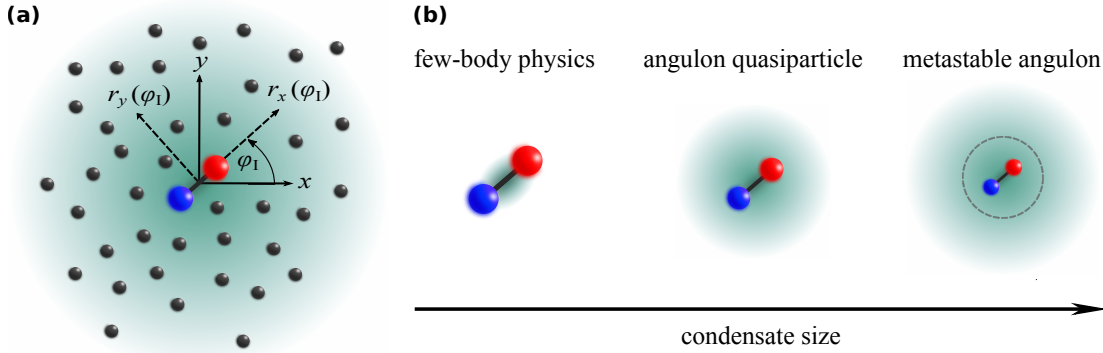 (a)
y
r_y (φ_I)
r_x (φ_I)
φ_I
x
(b)
few-body physics
angulon quasiparticle
metastable angulon
condensate size